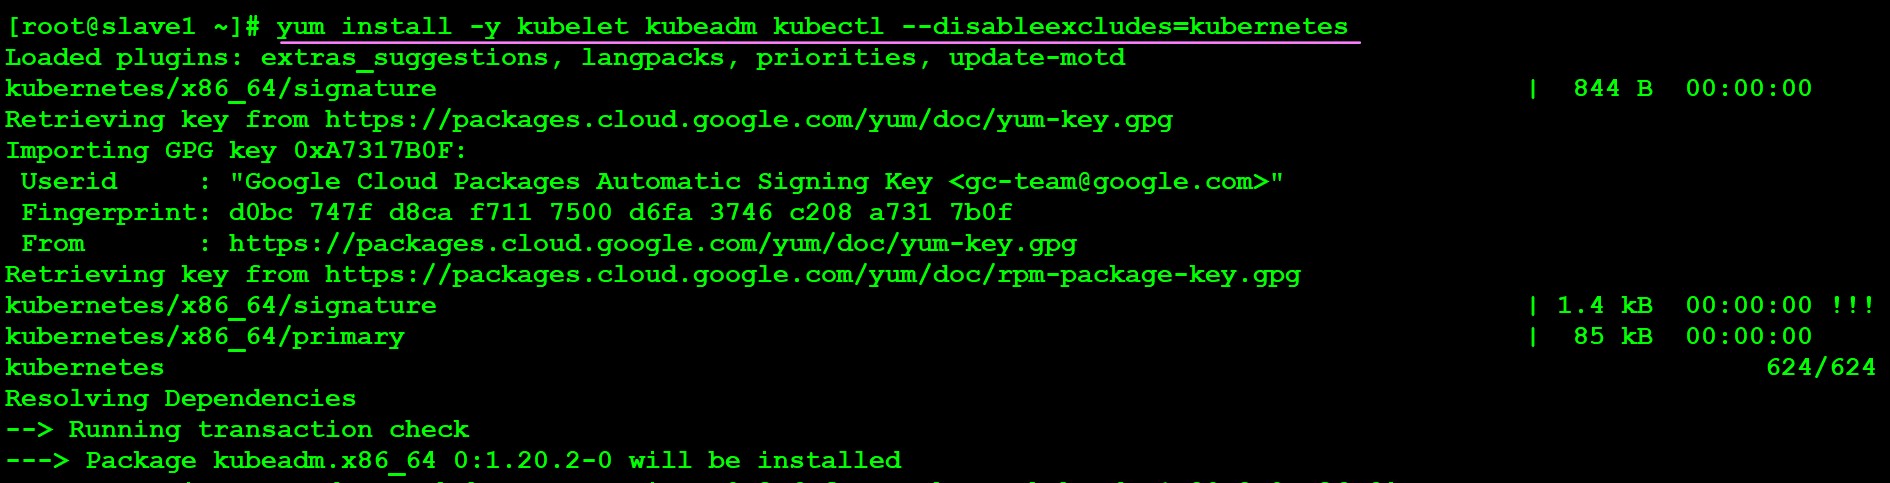 [root@slave1 ~]# yum install -y kubelet kubeadm kubectl --disableexcludes=kubernetes
Loaded plugins: extras_suggestions, langpacks, priorities, update-motd
kubernetes/x86_64/signature | 844 B 00:00:00
Retrieving key from https://packages.cloud.google.com/yum/doc/yum-key.gpg
Importing GPG key 0xA7317B0F:
Userid : "Google Cloud Packages Automatic Signing Key <gc-team@google.com>"
Fingerprint: d0bc 747f d8ca f711 7500 d6fa 3746 c208 a731 7b0f
From : https://packages.cloud.google.com/yum/doc/yum-key.gpg
Retrieving key from https://packages.cloud.google.com/yum/doc/rpm-package-key.gpg
kubernetes/x86_64/signature | 1.4 kB 00:00:00 !!!
kubernetes/x86_64/primary | 85 kB 00:00:00
kubernetes 624/624
Resolving Dependencies
--> Running transaction check
---> Package kubeadm.x86_64 0:1.20.2-0 will be installed